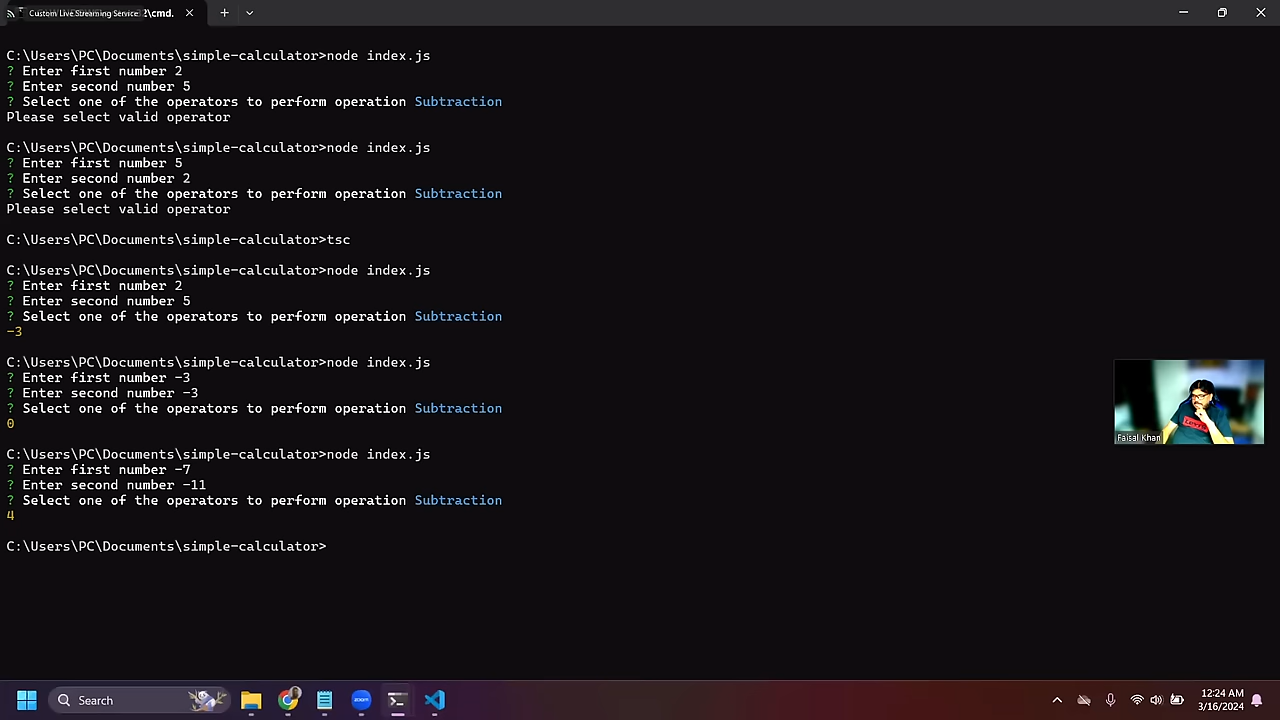 Custom Live Streaming Service 2\cmd.
C:\Users\PC\Documents\simple-calculator>node index.js
? Enter first number 2
? Enter second number 5
? Select one of the operators to perform operation Subtraction
Please select valid operator
C:\Users\PC\Documents\simple-calculator>node index.js
? Enter first number 5
? Enter second number 2
? Select one of the operators to perform operation Subtraction
Please select valid operator
C:\Users\PC\Documents\simple-calculator>tsc
C:\Users\PC\Documents\simple-calculator>node index.js
? Enter first number 2
? Enter second number 5
? Select one of the operators to perform operation Subtraction
-3
C:\Users\PC\Documents\simple-calculator>node index.js
? Enter first number -3
? Enter second number -3
? Select one of the operators to perform operation Subtraction
0
C:\Users\PC\Documents\simple-calculator>node index.js
? Enter first number -7
? Enter second number -11
? Select one of the operators to perform operation Subtraction
4
C:\Users\PC\Documents\simple-calculator>
Faisal Khan
Search
zoom
12:24 AM
3/16/2024